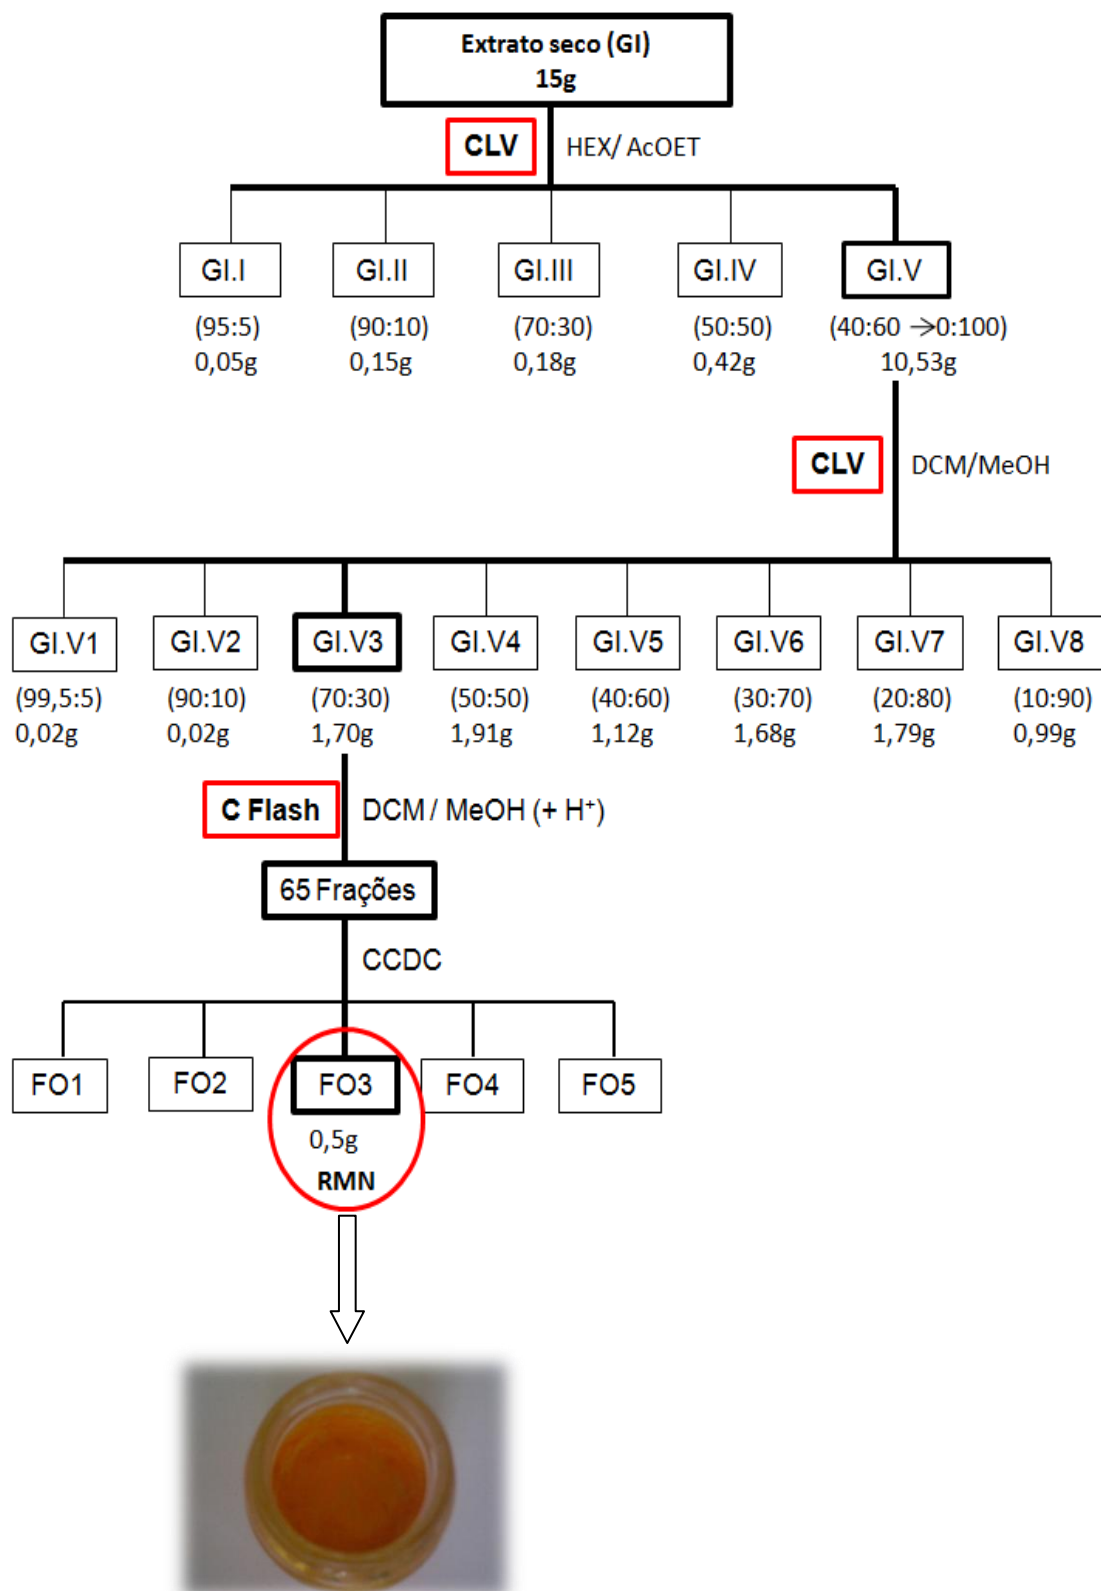 Extrato seco (GI)
15g
CLV HEX/ AcOET
GI.I GI.II GI.III GI.IV GI.V
(95:5) (90:10) (70:30) (50:50) (40:60 →0:100)
0,05g 0,15g 0,18g 0,42g 10,53g
CLV DCM/MeOH
GI.V1 GI.V2 GI.V3 GI.V4 GI.V5 GI.V6 GI.V7 GI.V8
(99,5:5) (90:10) (70:30) (50:50) (40:60) (30:70) (20:80) (10:90)
0,02g 0,02g 1,70g 1,91g 1,12g 1,68g 1,79g 0,99g
C Flash DCM / MeOH (+ H⁺)
65 Frações
CCDC
FO1 FO2 FO3 FO4 FO5
0,5g
RMN